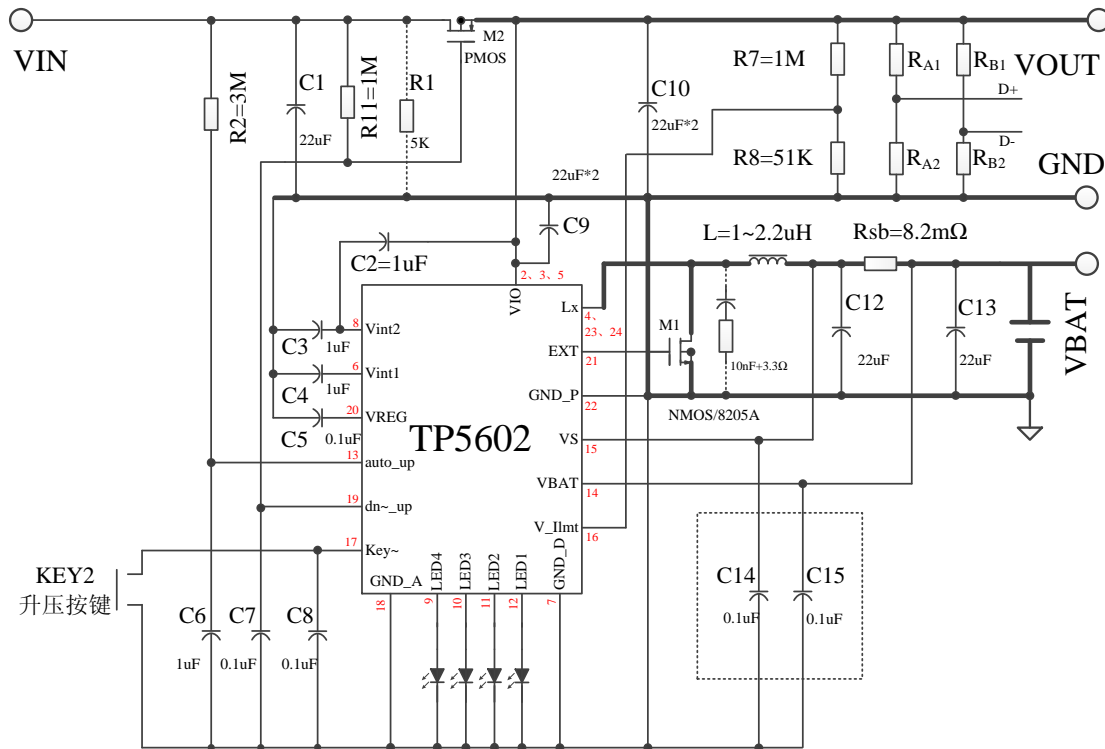 VIN
R2=3M
C1
22uF
R11=1M
R1
5K
M2
PMOS
C10
22uF*2
R7=1M
R8=51K
RA1
RA2
RB1
RB2
D+
D-
VOUT
GND
22uF*2
C9
C2=1uF
2、3、5
VIO
L=1~2.2uH
Rsb=8.2mΩ
Lx
4、
23、24
C3
1uF
8
Vint2
EXT
21
M1
10nF+3.3Ω
C12
22uF
C13
22uF
VBAT
C4
1uF
6
Vint1
GND_P
22
NMOS/8205A
C5
0.1uF
20
VREG
TP5602
VS
15
13
auto_up
VBAT
14
19
dn~_up
V_Ilmt
16
17
Key~
GND_A
18
LED4
9
LED3
10
LED2
11
LED1
12
GND_D
7
KEY2
升压按键
C6
1uF
C7
0.1uF
C8
0.1uF
C14
0.1uF
C15
0.1uF